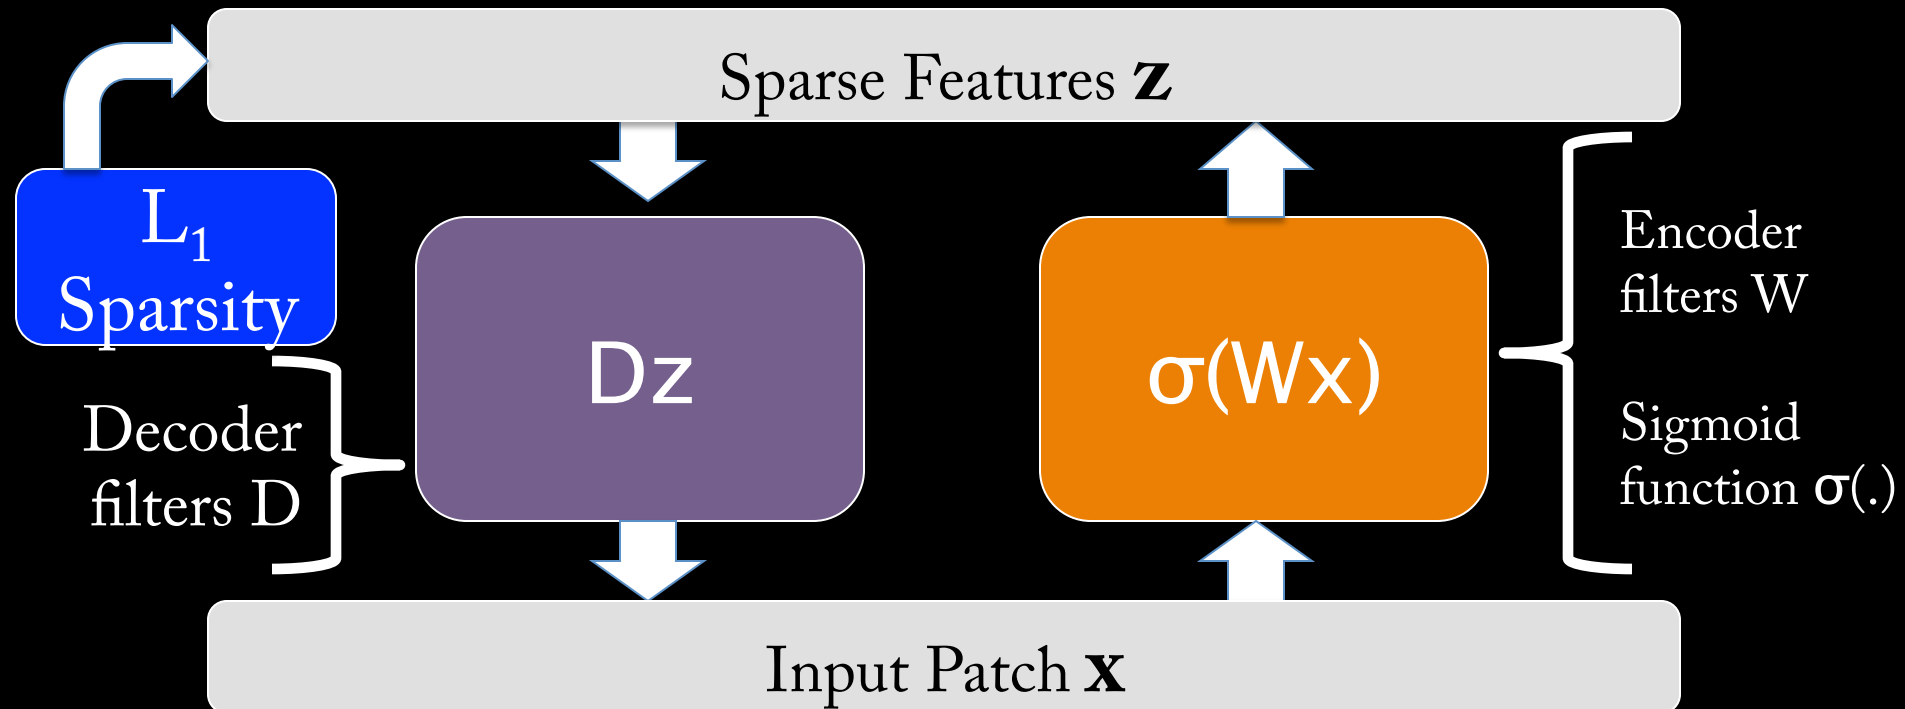 Sparse Features z
L1
Sparsity
Decoder
filters D
Dz
σ(Wx)
Encoder
filters W
Sigmoid
function σ(.)
Input Patch x